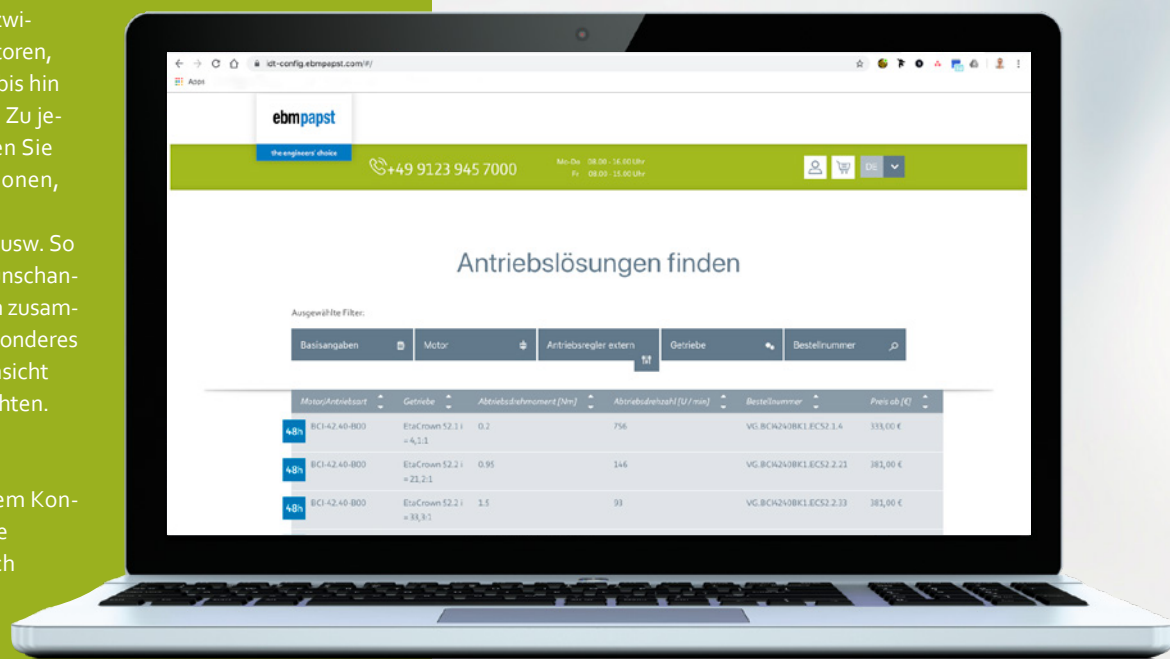 zwi-
toren,
bis hin
Zu je-
en Sie
ionen,
usw. So
nschan-
n zusam-
onderes
nsicht
chten.
em Kon-
e
ch
idt-config.ebmpapst.com/#/
Apps
ebmpapst
the engineers' choice
+49 9123 945 7000
Mo-Do 08.00 - 16.00 Uhr
Fr 08.00 - 15.00 Uhr
DE
Antriebslösungen finden
Ausgewählte Filter:
Basisangaben Motor Antriebsregler extern Getriebe Bestellnummer
Motor/Antriebsart Getriebe Abtriebsdrehmoment [Nm] Abtriebsdrehzahl [U/min] Bestellnummer Preis ab [€]
48h BCI-42.40-B00 EtaCrown 52.1 i 0.2 756 VG.BCI4240BK1.EC52.1.4 333,00 €
= 4,1:1
48h BCI-42.40-B00 EtaCrown 52.2 i 0.95 146 VG.BCI4240BK1.EC52.2.21 381,00 €
= 21,2:1
48h BCI-42.40-B00 EtaCrown 52.2 i 1.5 93 VG.BCI4240BK1.EC52.2.33 381,00 €
= 33,3:1